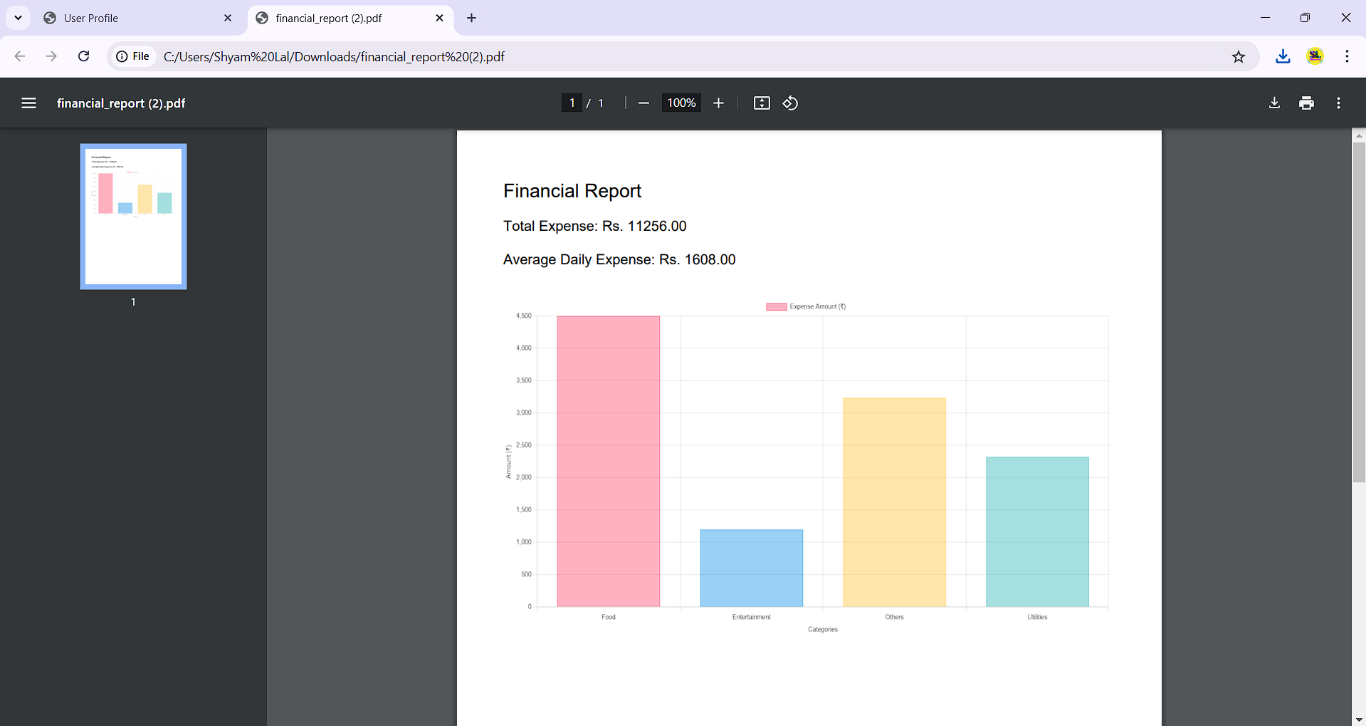 User Profile
financial_report (2).pdf
File
C:/Users/Shyam%20Lal/Downloads/financial_report%20(2).pdf
SL
financial_report (2).pdf
1 / 1
100%
1
Financial Report
Total Expense: Rs. 11256.00
Average Daily Expense: Rs. 1608.00
Expense Amount (₹)
4,500
4,000
3,500
3,000
2,500
2,000
1,500
1,000
500
0
Amount (₹)
Food
Entertainment
Others
Utilities
Categories